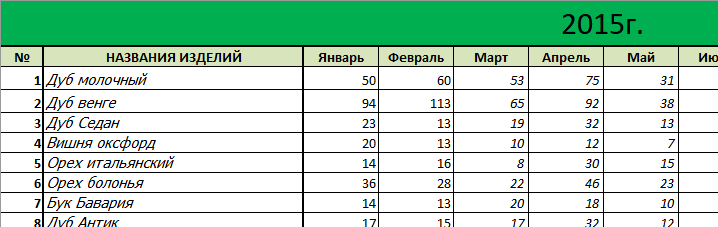 2015г.
№ НАЗВАНИЯ ИЗДЕЛИЙ Январь Февраль Март Апрель Май
1 Дуб молочный 50 60 53 75 31
2 Дуб венге 94 113 65 92 38
3 Дуб Седан 23 13 19 32 13
4 Вишня оксфорд 20 13 10 12 7
5 Орех итальянский 14 16 8 30 15
6 Орех болонья 36 28 22 46 23
7 Бук Бавария 14 13 20 18 10
8 Дуб Антик 17 15 17 32 12